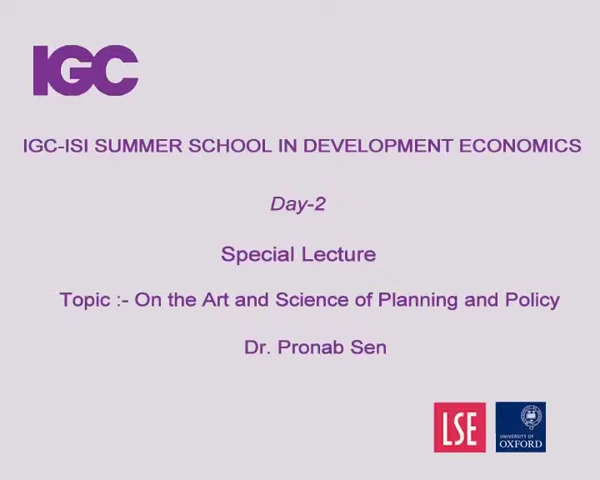 IGC
IGC-ISI SUMMER SCHOOL IN DEVELOPMENT ECONOMICS
Day-2
Special Lecture
Topic :- On the Art and Science of Planning and Policy
Dr. Pronab Sen
LSE
UNIVERSITY OF
OXFORD